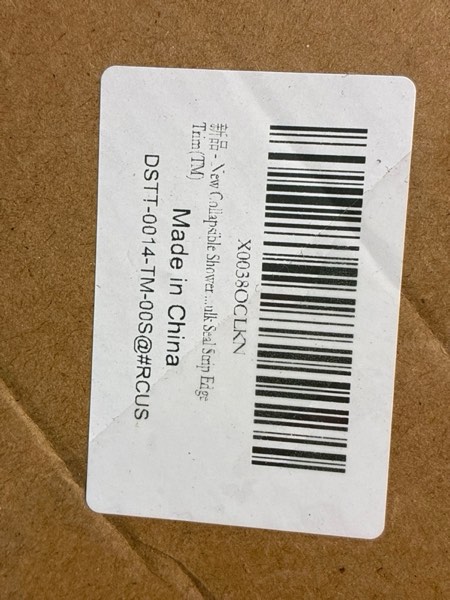 X0038OCLKN
新品 - New Collapsible Shower...ulk Seal Strip Edge
Trim (TM)
Made in China
DSTT-0014-TM-00S@#RCUS